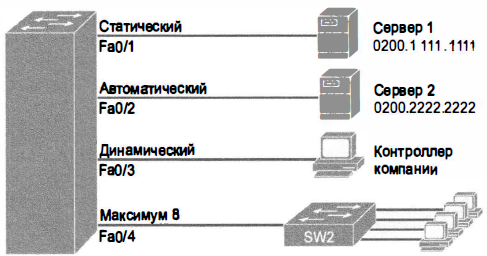 Статический
Fa0/1
Сервер 1
0200.1 111 .1111
Автоматический
Fa0/2
Сервер 2
0200.2222.2222
Динамический
Fa0/3
Контроллер
компании
Максимум 8
Fa0/4
SW2